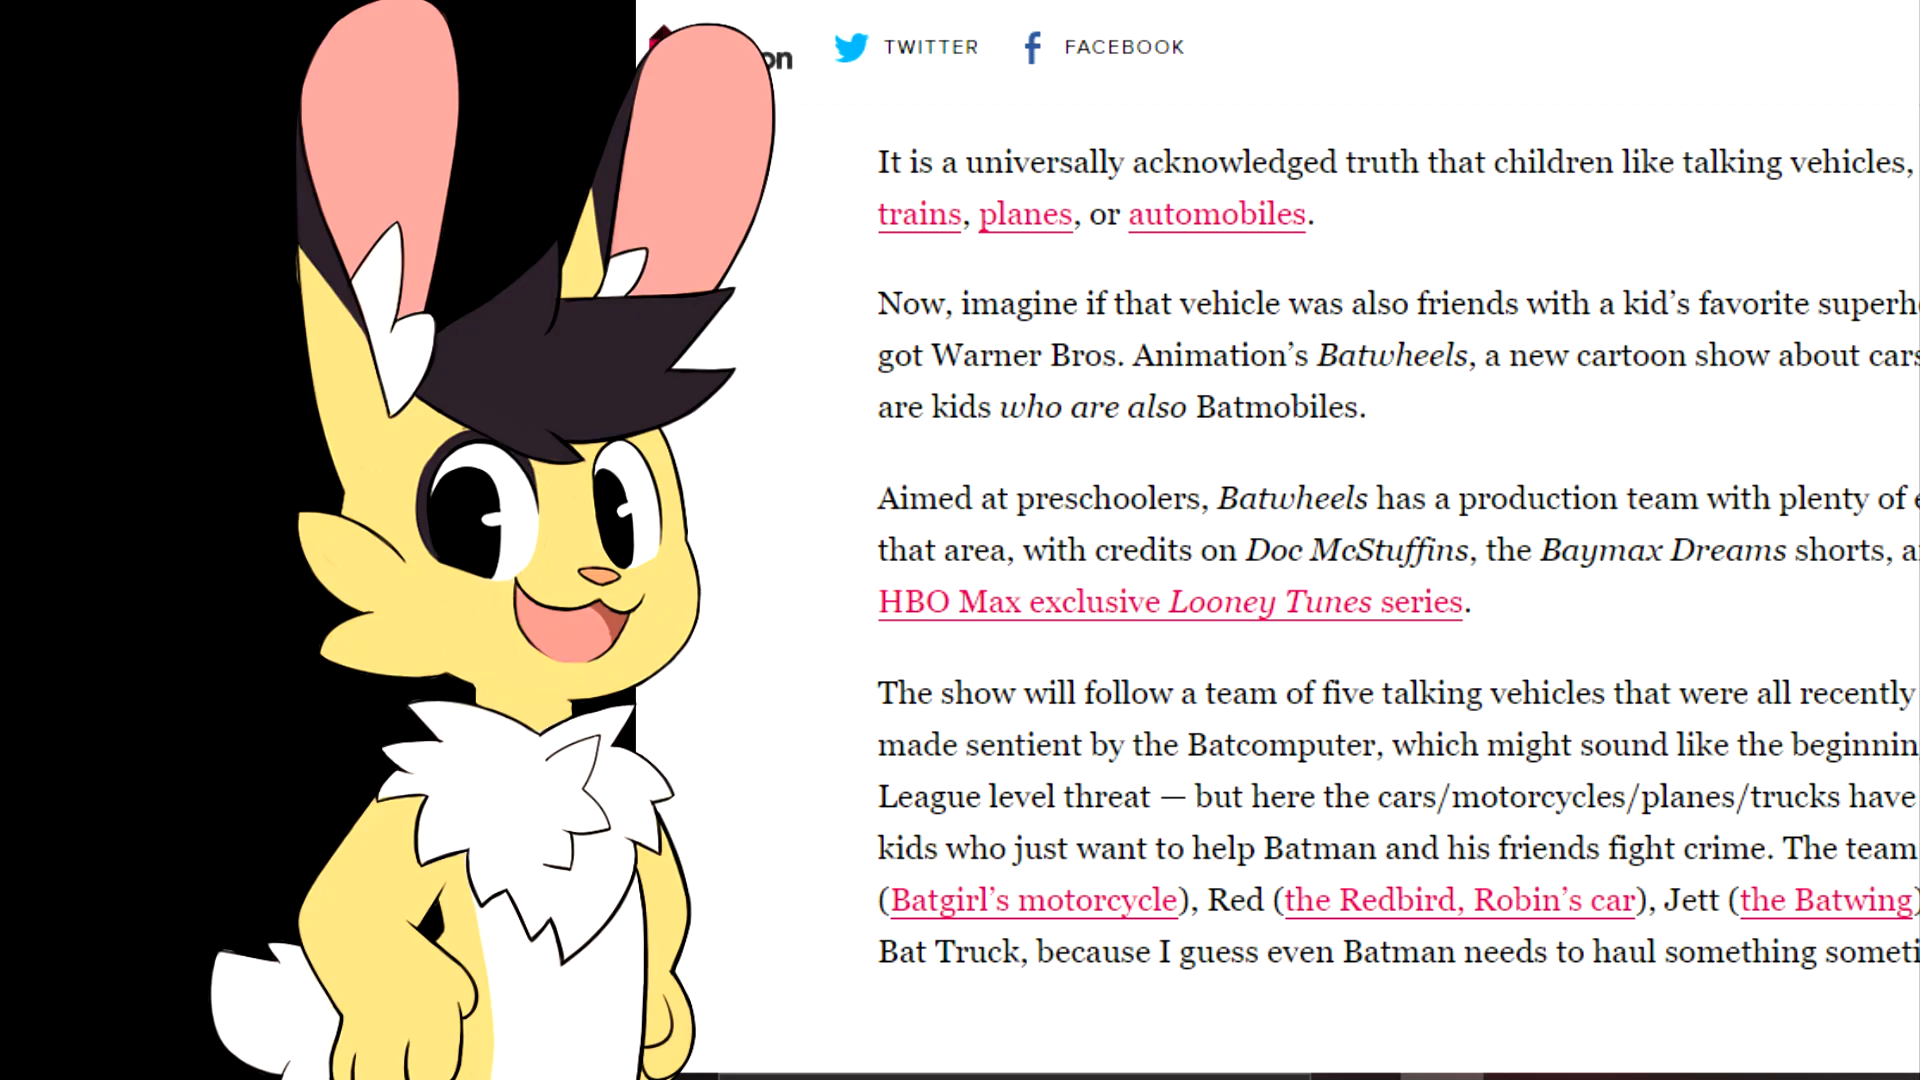 on
TWITTER
FACEBOOK
It is a universally acknowledged truth that children like talking vehicles,
trains, planes, or automobiles.
Now, imagine if that vehicle was also friends with a kid’s favorite
got Warner Bros. Animation’s Batwheels, a new cartoon show about cars
are kids who are also Batmobiles.
Aimed at preschoolers, Batwheels has a production team with plenty of
that area, with credits on Doc McStuffins, the Baymax Dreams shorts,
HBO Max exclusive Looney Tunes series.
The show will follow a team of five talking vehicles that were all recently
made sentient by the Batcomputer, which might sound like the
League level threat — but here the cars/motorcycles/planes/trucks have
kids who just want to help Batman and his friends fight crime. The team
(Batgirl’s motorcycle), Red (the Redbird, Robin’s car), Jett (the Batwing)
Bat Truck, because I guess even Batman needs to haul something